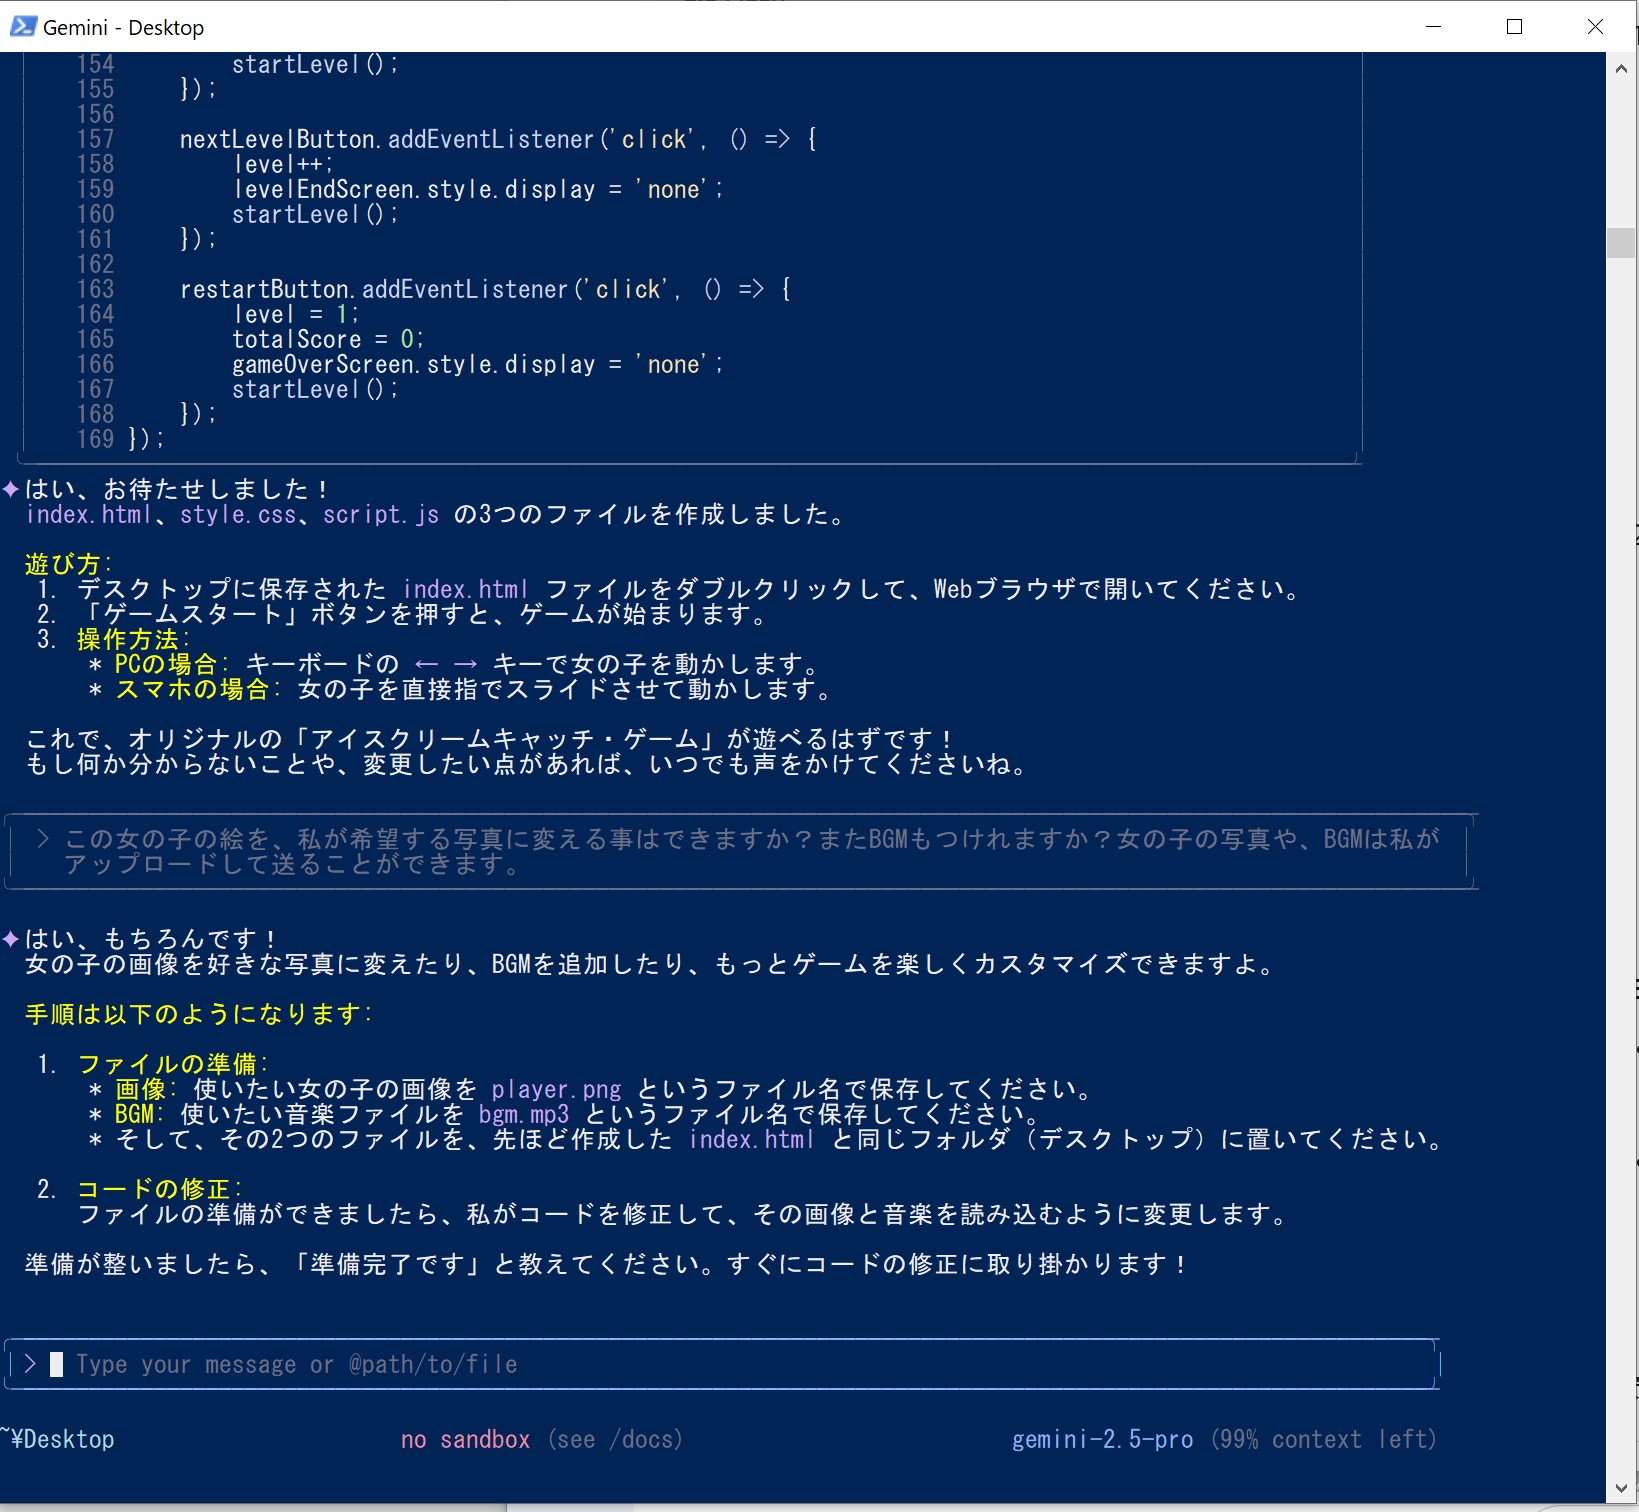 Gemini - Desktop
154 startLevel();
155 });
156
157 nextLevelButton.addEventListener('click', () => {
158 level++;
159 levelEndScreen.style.display = 'none';
160 startLevel();
161 });
162
163 restartButton.addEventListener('click', () => {
164 level = 1;
165 totalScore = 0;
166 gameOverScreen.style.display = 'none';
167 startLevel();
168 });
169 });
✦はい、お待たせしました！
index.html、style.css、script.js の3つのファイルを作成しました。
遊び方:
1. デスクトップに保存された index.html ファイルをダブルクリックして、Webブラウザで開いてください。
2. 「ゲームスタート」ボタンを押すと、ゲームが始まります。
3. 操作方法:
* PCの場合: キーボードの ← → キーで女の子を動かします。
* スマホの場合: 女の子を直接指でスライドさせて動かします。
これで、オリジナルの「アイスクリームキャッチ・ゲーム」が遊べるはずです！
もし何か分からないことや、変更したい点があれば、いつでも声をかけてくださいね。
> この女の子の絵を、私が希望する写真に変える事はできますか？またBGMもつけれますか？女の子の写真や、BGMは私が
アップロードして送ることができます。
✦はい、もちろんです！
女の子の画像を好きな写真に変えたり、BGMを追加したり、もっとゲームを楽しくカスタマイズできますよ。
手順は以下のようになります:
1. ファイルの準備:
* 画像: 使いたい女の子の画像を player.png というファイル名で保存してください。
* BGM: 使いたい音楽ファイルを bgm.mp3 というファイル名で保存してください。
* そして、その2つのファイルを、先ほど作成した index.html と同じフォルダ（デスクトップ）に置いてください。
2. コードの修正:
ファイルの準備ができましたら、私がコードを修正して、その画像と音楽を読み込むように変更します。
準備が整いましたら、「準備完了です」と教えてください。すぐにコードの修正に取り掛かります！
> Type your message or @path/to/file
~¥Desktop no sandbox (see /docs) gemini-2.5-pro (99% context left)